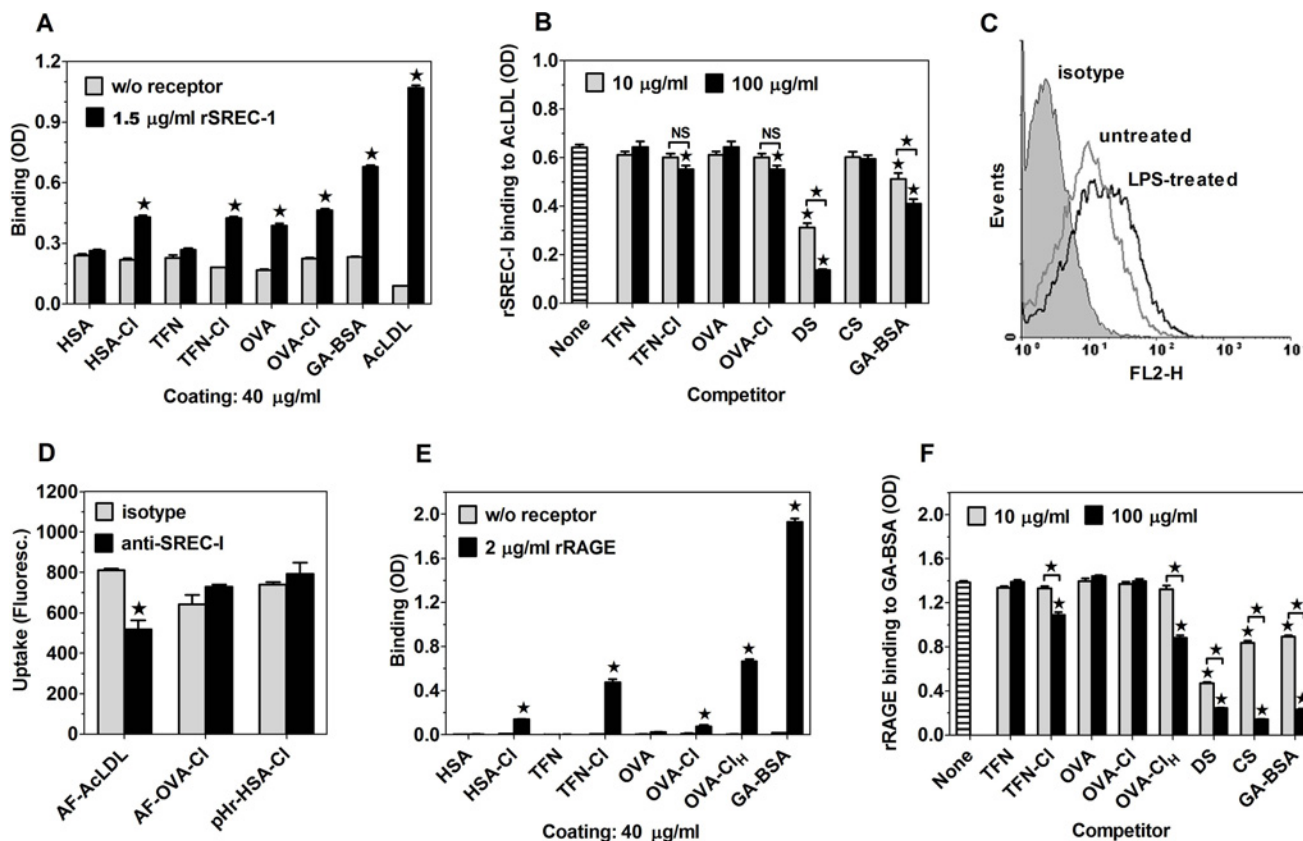 A
Binding (OD)
1.2
0.9
0.6
0.3
0.0
w/o receptor
1.5 µg/ml rSREC-1
★
★
★
★
★
★
HSA
HSA-Cl
TFN
TFN-Cl
OVA
OVA-Cl
GA-BSA
AcLDL
Coating: 40 µg/ml
B
rSREC-I binding to AcLDL (OD)
1.0
0.8
0.6
0.4
0.2
0.0
10 µg/ml
100 µg/ml
NS
★
NS
★
★
★
★
★
★
★
None
TFN
TFN-Cl
OVA
OVA-Cl
DS
CS
GA-BSA
Competitor
C
Events
isotype
untreated
LPS-treated
0
10⁰
10¹
10²
10³
10
FL2-H
D
Uptake (Fluoresc.)
1200
1000
800
600
400
200
0
isotype
anti-SREC-I
★
AF-AcLDL
AF-OVA-Cl
pHr-HSA-Cl
E
Binding (OD)
2.0
1.6
1.2
0.8
0.4
0.0
w/o receptor
2 µg/ml rRAGE
★
★
★
★
★
HSA
HSA-Cl
TFN
TFN-Cl
OVA
OVA-Cl
OVA-Cl_H
GA-BSA
Coating: 40 µg/ml
F
rRAGE binding to GA-BSA (OD)
2.0
1.6
1.2
0.8
0.4
0.0
10 µg/ml
100 µg/ml
★
★
★
★
★
★
★
★
★
★
★
★
★
None
TFN
TFN-Cl
OVA
OVA-Cl
OVA-Cl_H
DS
CS
GA-BSA
Competitor